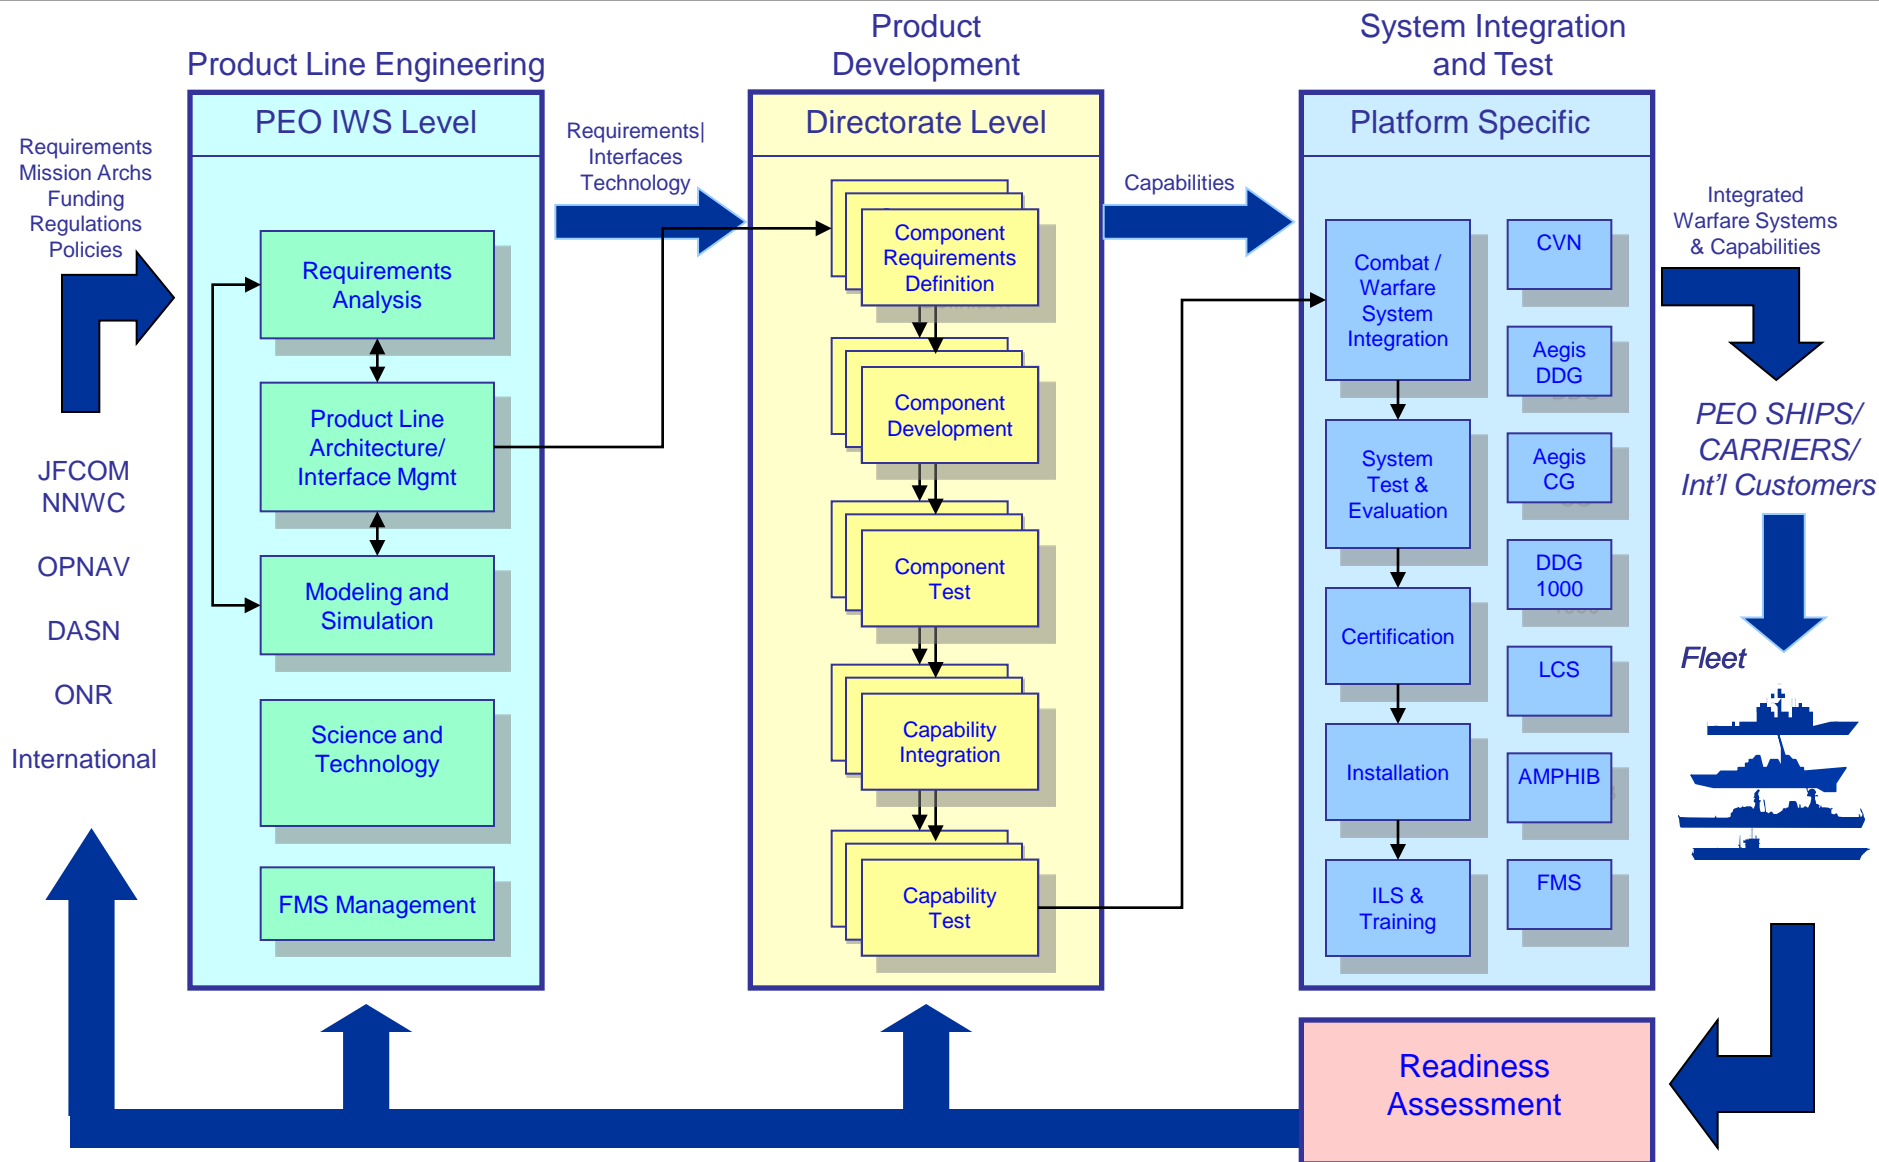 Product Line Engineering
Product
Development
System Integration
and Test
Requirements
Mission Archs
Funding
Regulations
Policies
JFCOM
NNWC
OPNAV
DASN
ONR
International
PEO IWS Level
Requirements
Analysis
Product Line
Architecture/
Interface Mgmt
Modeling and
Simulation
Science and
Technology
FMS Management
Requirements|
Interfaces
Technology
Directorate Level
Component
Requirements
Definition
Component
Development
Component
Test
Capability
Integration
Capability
Test
Capabilities
Platform Specific
Combat /
Warfare
System
Integration
System
Test &
Evaluation
Certification
Installation
ILS &
Training
CVN
Aegis
DDG
Aegis
CG
DDG
1000
LCS
AMPHIB
FMS
Integrated
Warfare Systems
& Capabilities
PEO SHIPS/
CARRIERS/
Int'l Customers
Fleet
Readiness
Assessment